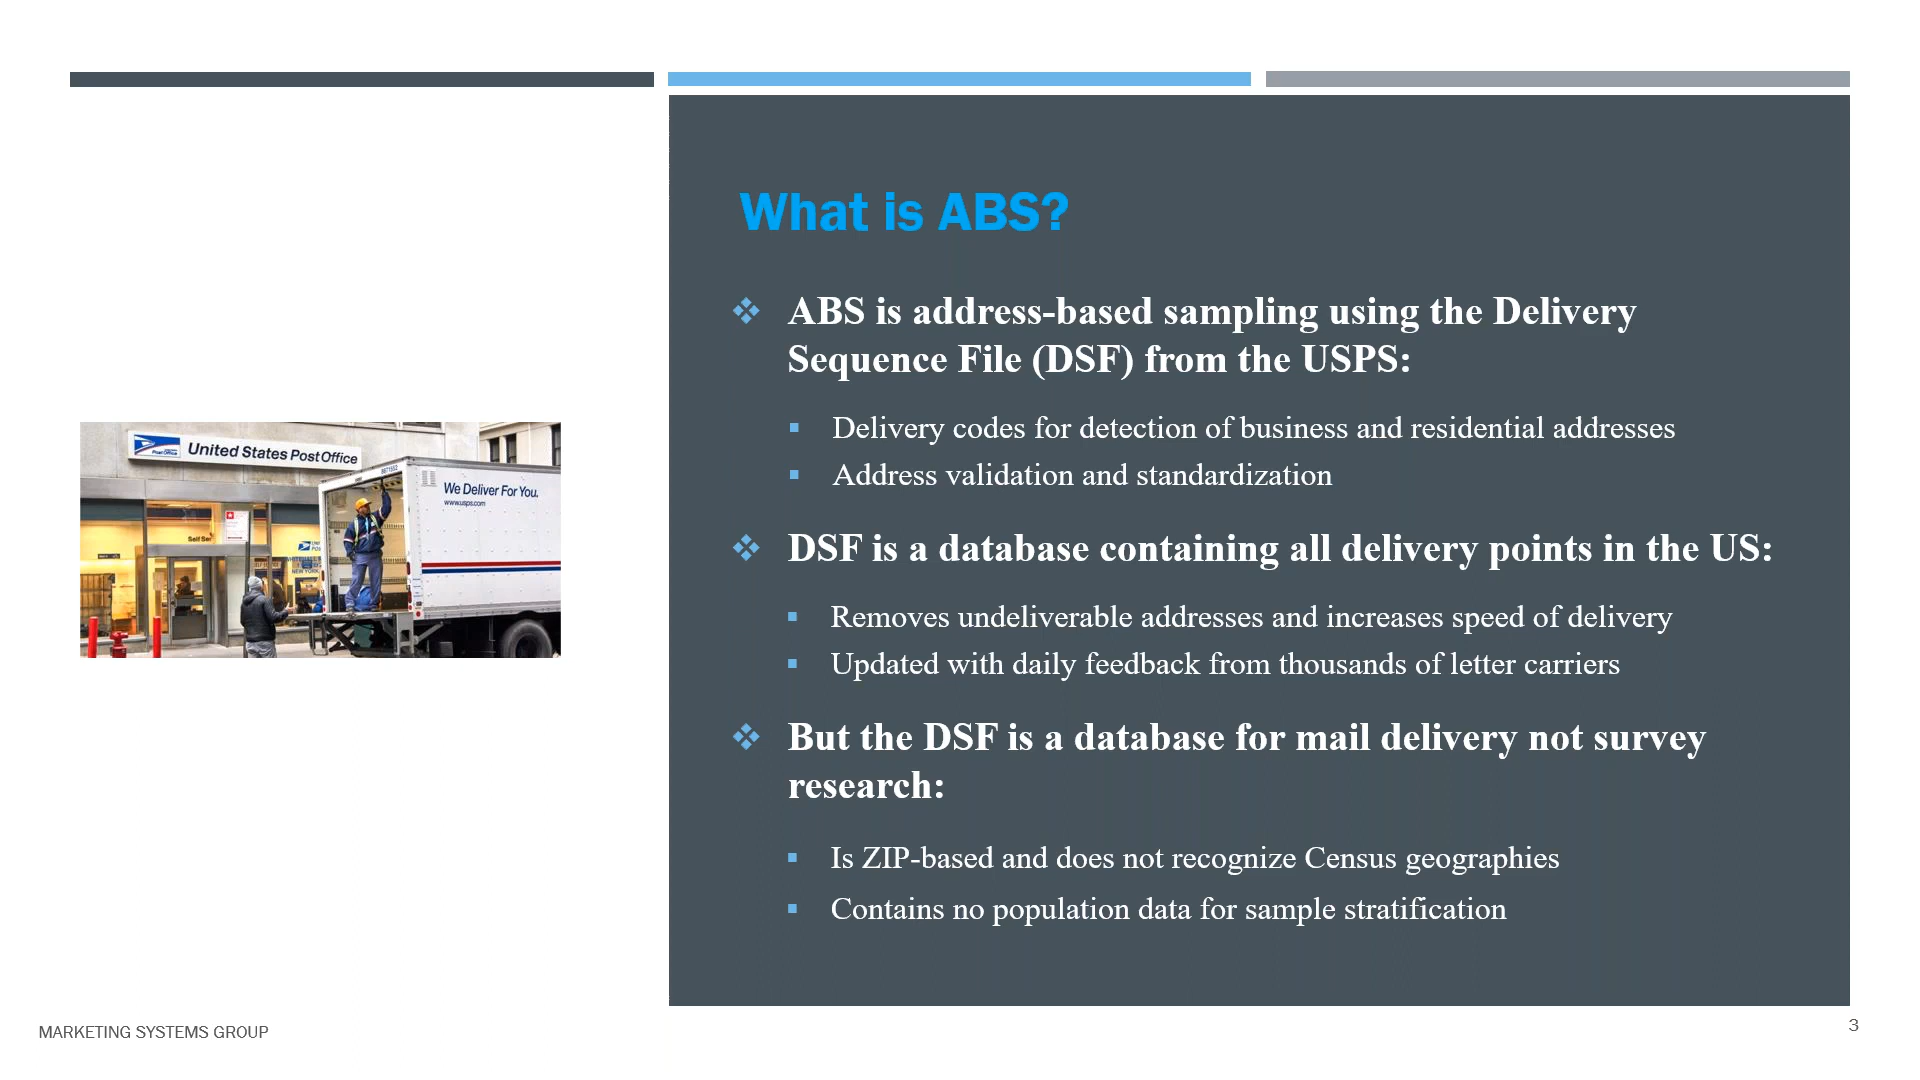 What is ABS?
ABS is address-based sampling using the Delivery
Sequence File (DSF) from the USPS:
Delivery codes for detection of business and residential addresses
Address validation and standardization
DSF is a database containing all delivery points in the US:
Removes undeliverable addresses and increases speed of delivery
Updated with daily feedback from thousands of letter carriers
But the DSF is a database for mail delivery not survey
research:
Is ZIP-based and does not recognize Census geographies
Contains no population data for sample stratification
United States Post Office
We Deliver For You.
www.usps.com
MARKETING SYSTEMS GROUP
3